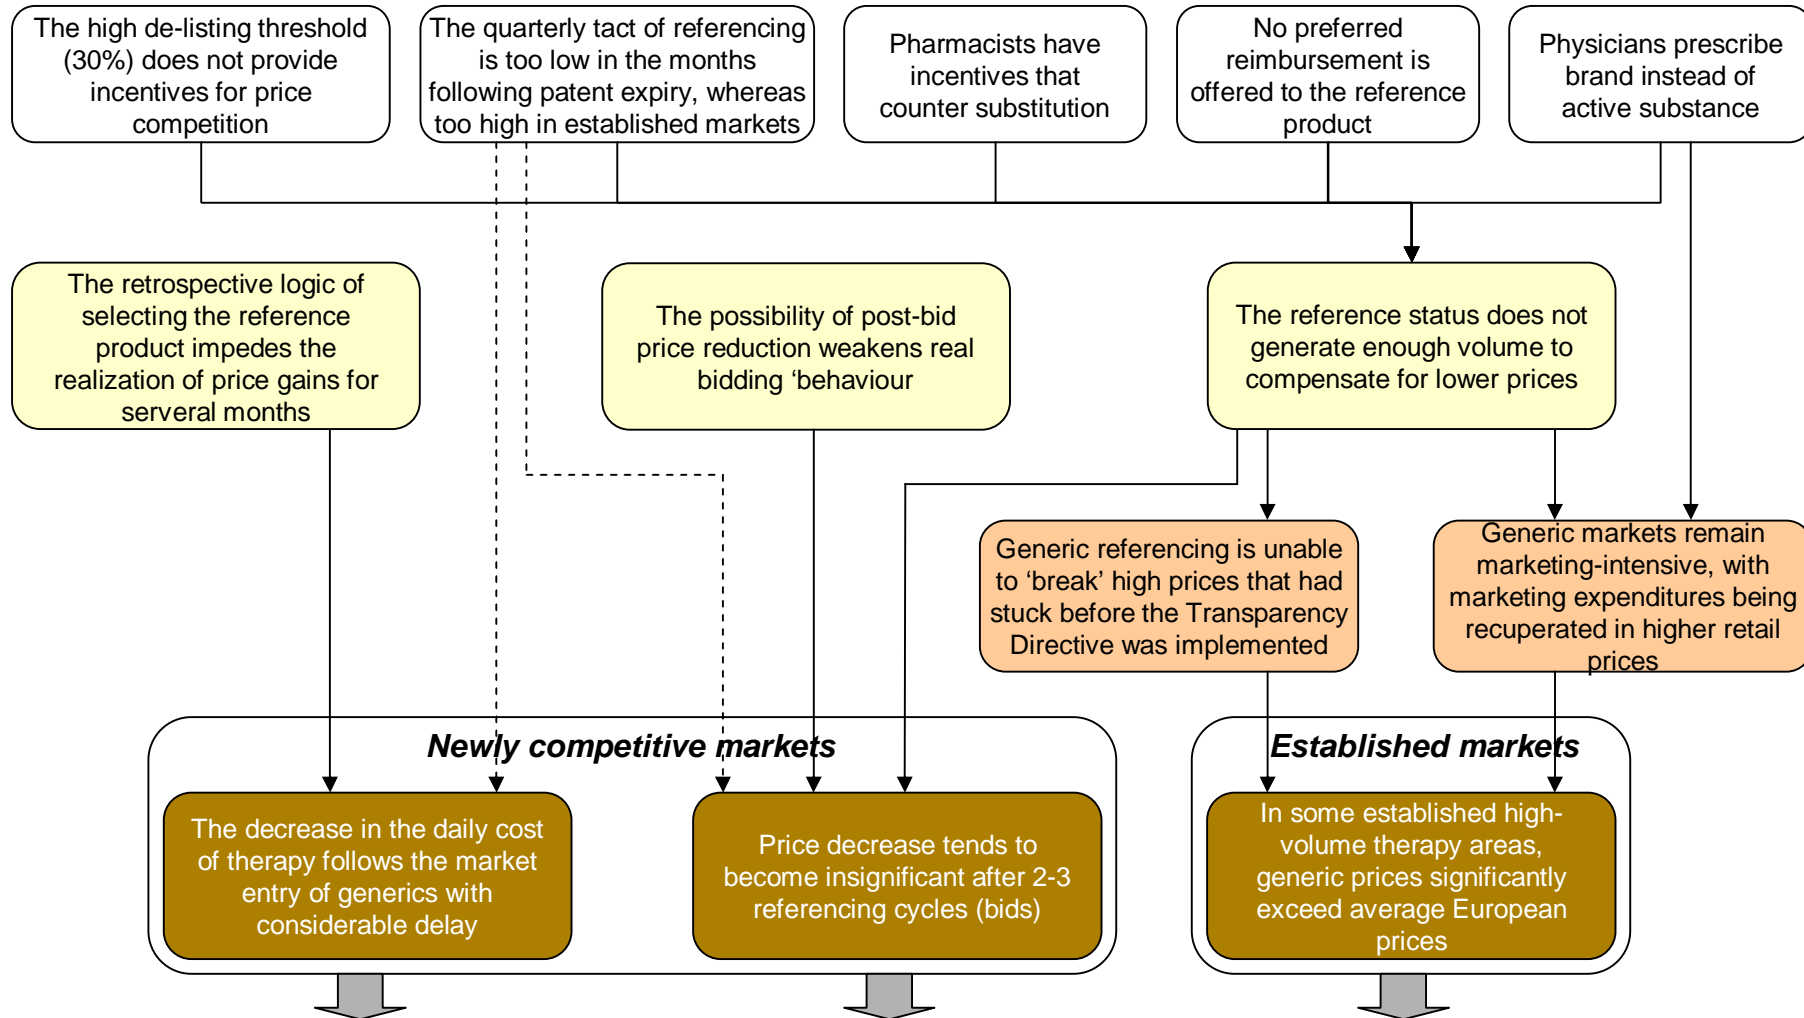 The high de-listing threshold
(30%) does not provide
incentives for price
competition
The quarterly tact of referencing
is too low in the months
following patent expiry, whereas
too high in established markets
Pharmacists have
incentives that
counter substitution
No preferred
reimbursement is
offered to the reference
product
Physicians prescribe
brand instead of
active substance
The retrospective logic of
selecting the reference
product impedes the
realization of price gains for
serveral months
The possibility of post-bid
price reduction weakens real
bidding ‘behaviour
The reference status does not
generate enough volume to
compensate for lower prices
Generic referencing is unable
to ‘break’ high prices that had
stuck before the Transparency
Directive was implemented
Generic markets remain
marketing-intensive, with
marketing expenditures being
recuperated in higher retail
prices
Newly competitive markets
Established markets
The decrease in the daily cost
of therapy follows the market
entry of generics with
considerable delay
Price decrease tends to
become insignificant after 2-3
referencing cycles (bids)
In some established high-
volume therapy areas,
generic prices significantly
exceed average European
prices